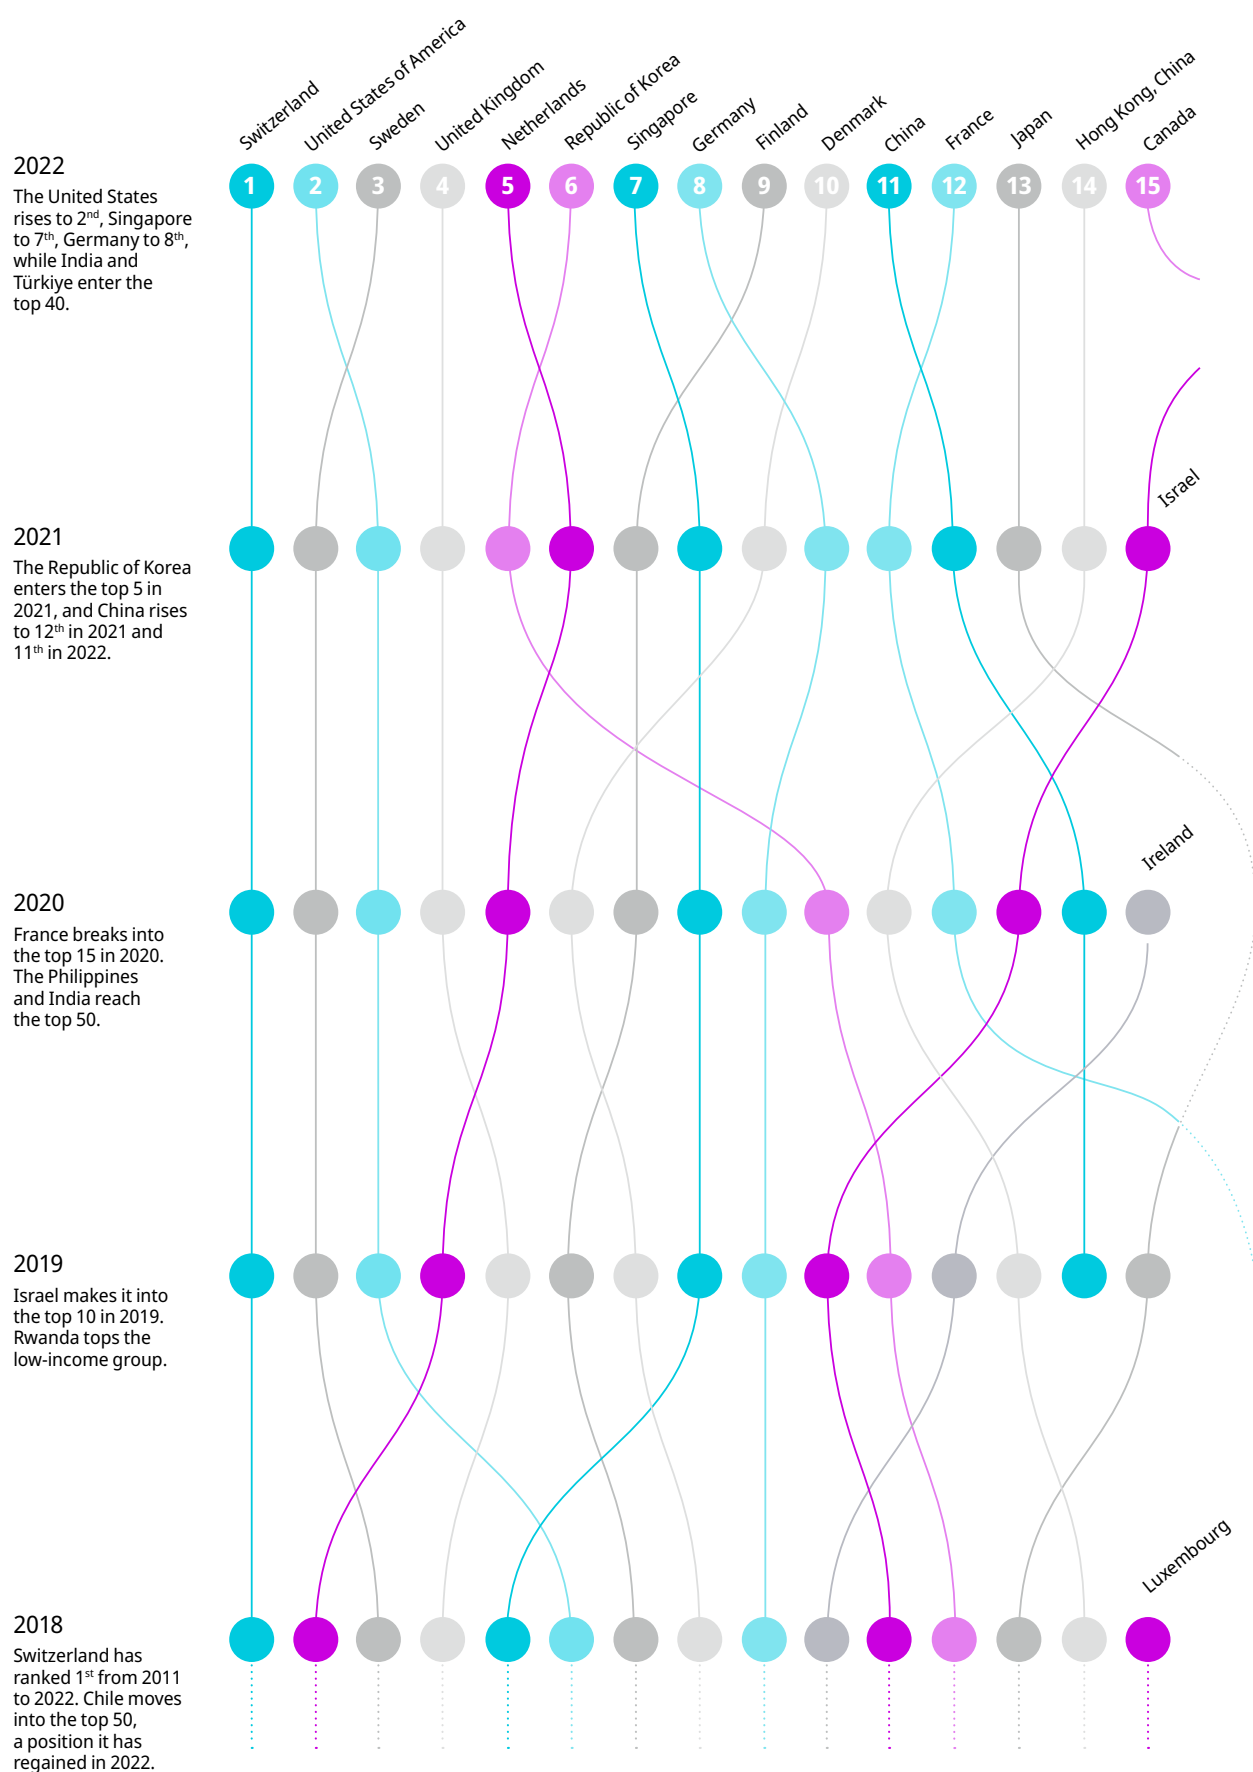 Switzerland
United States of America
Sweden
United Kingdom
Netherlands
Republic of Korea
Singapore
Germany
Finland
Denmark
China
France
Japan
Hong Kong, China
Canada
1 2 3 4 5 6 7 8 9 10 11 12 13 14 15
2022
The United States
rises to 2nd, Singapore
to 7th, Germany to 8th,
while India and
Türkiye enter the
top 40.
Israel
2021
The Republic of Korea
enters the top 5 in
2021, and China rises
to 12th in 2021 and
11th in 2022.
Ireland
2020
France breaks into
the top 15 in 2020.
The Philippines
and India reach
the top 50.
2019
Israel makes it into
the top 10 in 2019.
Rwanda tops the
low-income group.
Luxembourg
2018
Switzerland has
ranked 1st from 2011
to 2022. Chile moves
into the top 50,
a position it has
regained in 2022.